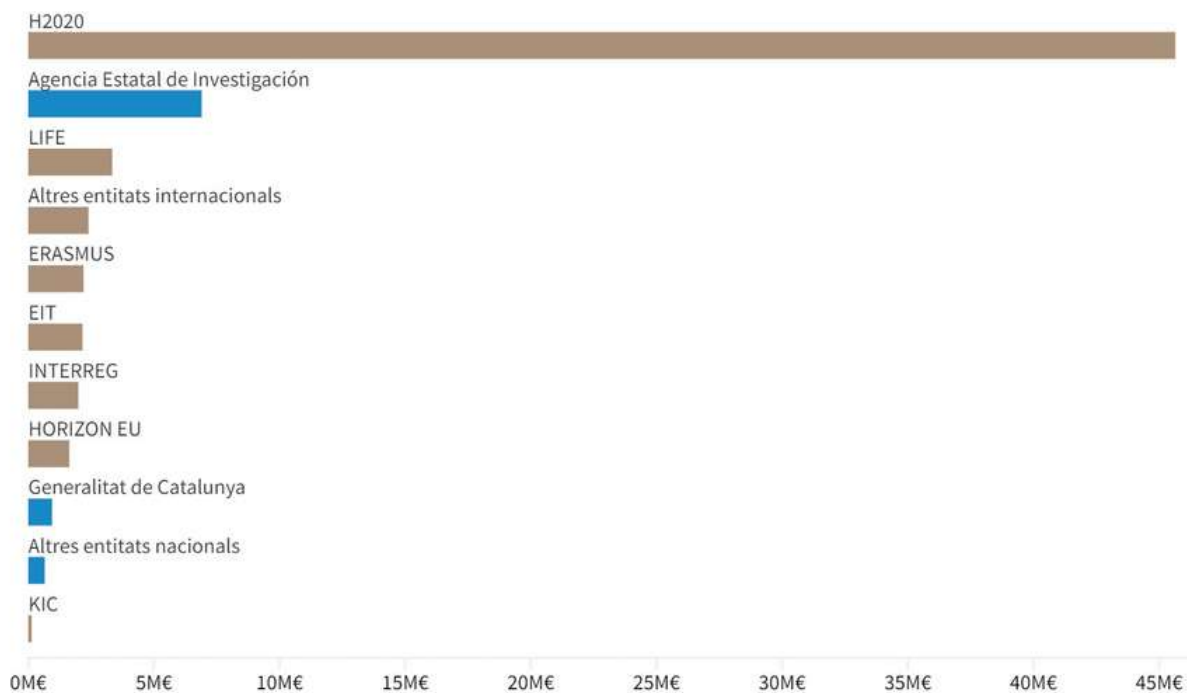 H2020
Agencia Estatal de Investigación
LIFE
Altres entitats internacionals
ERASMUS
EIT
INTERREG
HORIZON EU
Generalitat de Catalunya
Altres entitats nacionals
KIC
0M€ 5M€ 10M€ 15M€ 20M€ 25M€ 30M€ 35M€ 40M€ 45M€